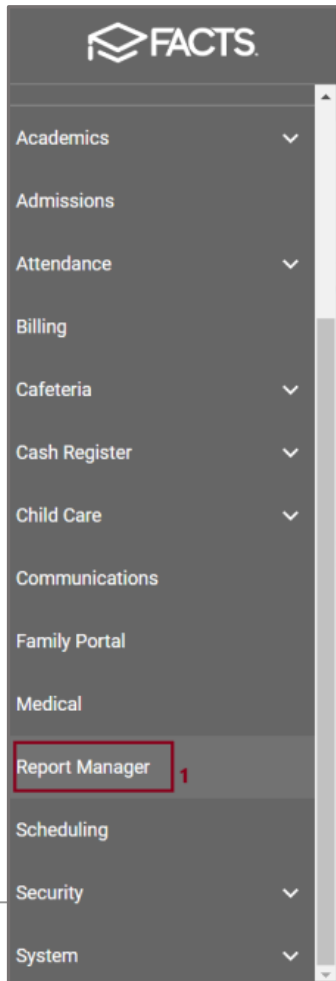 FACTS.
Academics
Admissions
Attendance
Billing
Cafeteria
Cash Register
Child Care
Communications
Family Portal
Medical
Report Manager 1
Scheduling
Security
System